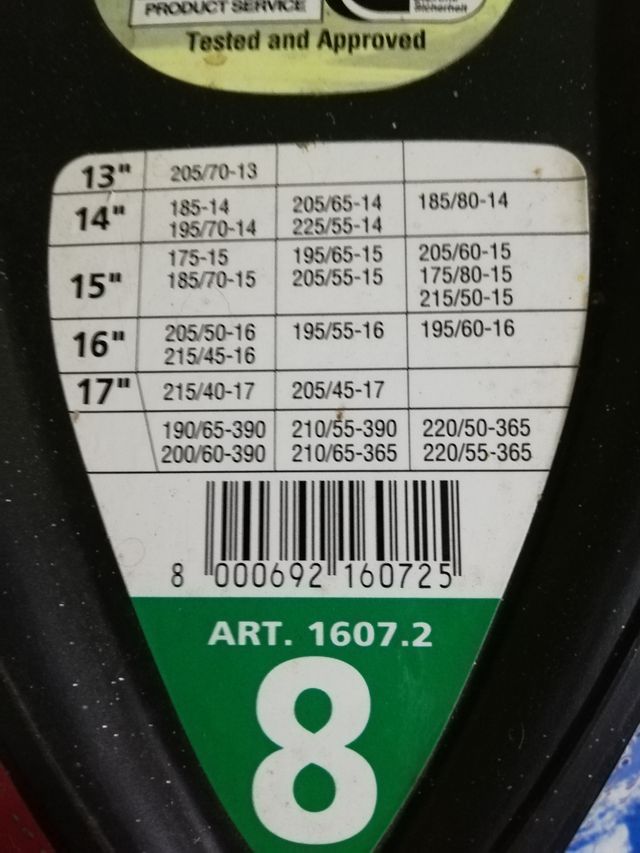 PRODUCT SERVICE
Sicherheit
Tested and Approved
13" 205/70-13
14" 185-14 205/65-14 185/80-14
195/70-14 225/55-14
15" 175-15 195/65-15 205/60-15
185/70-15 205/55-15 175/80-15
215/50-15
16" 205/50-16 195/55-16 195/60-16
215/45-16
17" 215/40-17 205/45-17
190/65-390 210/55-390 220/50-365
200/60-390 210/65-365 220/55-365
8 000692 160725
ART. 1607.2
8